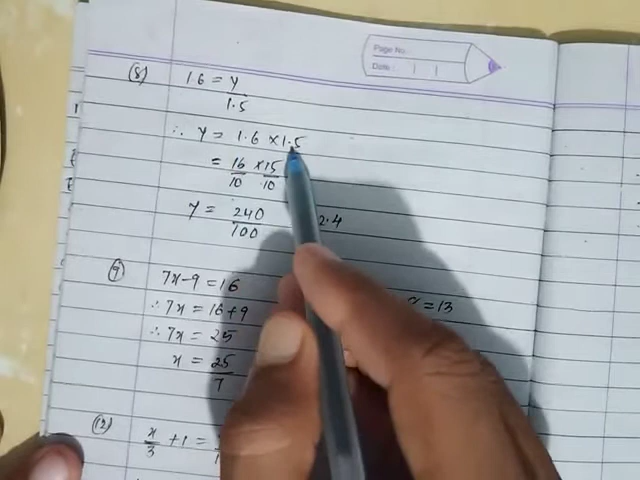 Page No.
Date :
(8) 1.6 = y/1.5
∴ y = 1.6 × 1.5
= 16/10 × 15/10
y = 240/100 2.4
(9) 7x - 9 = 16
∴ 7x = 16 + 9
= 13
∴ 7x = 25
x = 25/7
(12) x/3 + 1 =